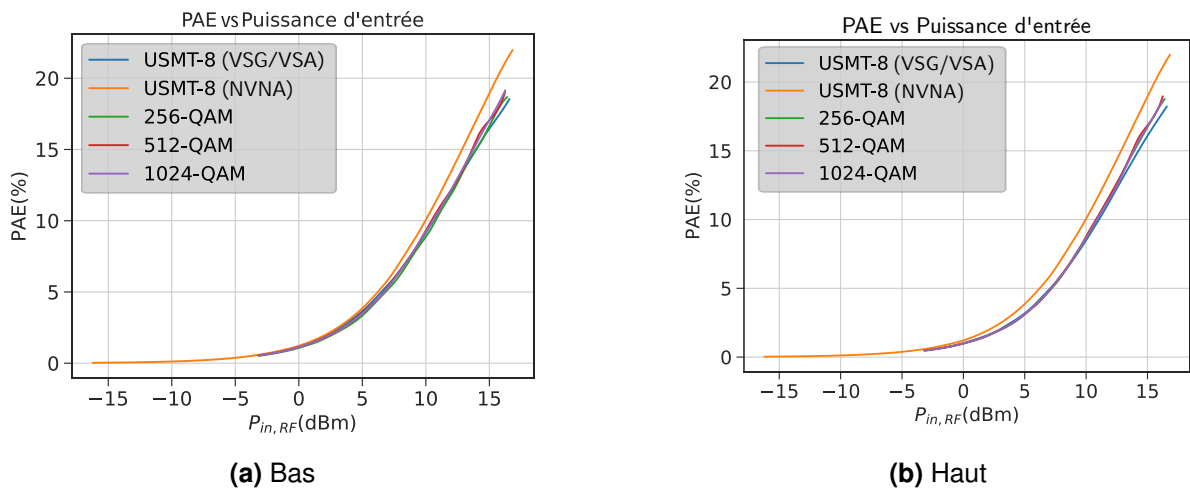 PAE vs Puissance d'entrée
USMT-8 (VSG/VSA)
USMT-8 (NVNA)
256-QAM
512-QAM
1024-QAM
PAE(%)
20
15
10
5
0
−15
−10
−5
0
5
10
15
P_{in, RF}(dBm)
(a) Bas
PAE vs Puissance d'entrée
USMT-8 (VSG/VSA)
USMT-8 (NVNA)
256-QAM
512-QAM
1024-QAM
PAE(%)
20
15
10
5
0
−15
−10
−5
0
5
10
15
P_{in, RF}(dBm)
(b) Haut